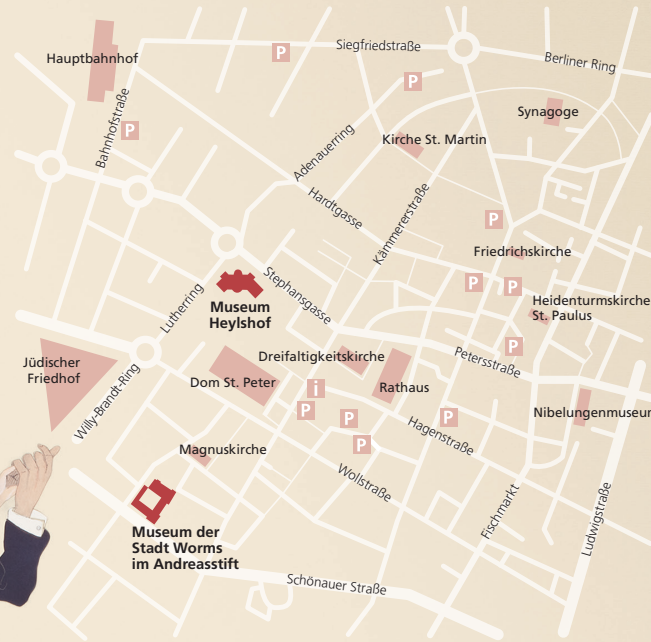 Siegfriedstraße
Hauptbahnhof
P
Berliner Ring
P
Bahnhofstraße
Synagoge
P
Adenauerring
Kirche St. Martin
Hardtgasse
Kämmererstraße
P
Friedrichskirche
Stephansgasse
P
P
Lutherring
Museum
Heylshof
Heidenturmskirche
St. Paulus
P
Petersstraße
Jüdischer
Friedhof
Dreifaltigkeitskirche
Dom St. Peter
i
Rathaus
Willy-Brandt-Ring
P
P
P
Nibelungenmuseum
Hagenstraße
P
Magnuskirche
Wollstraße
Fischmarkt
Ludwigstraße
Museum der
Stadt Worms
im Andreasstift
Schönauer Straße